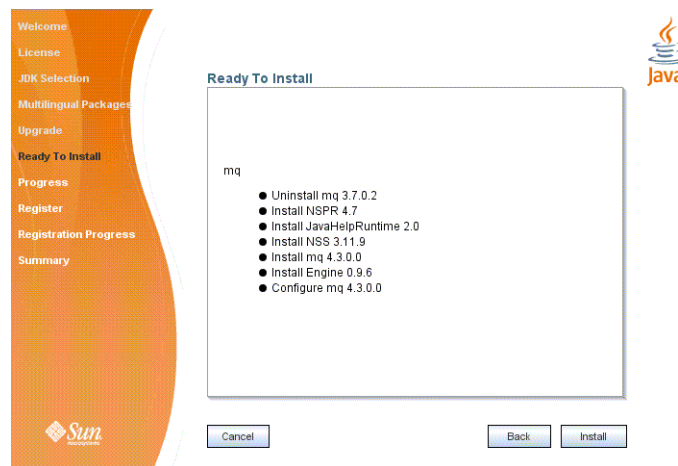 Welcome
License
JDK Selection
Multilingual Packages
Upgrade
Ready To Install
Progress
Register
Registration Progress
Summary
Sun
microsystems
Ready To Install
mq
Uninstall mq 3.7.0.2
Install NSPR 4.7
Install JavaHelpRuntime 2.0
Install NSS 3.11.9
Install mq 4.3.0.0
Install Engine 0.9.6
Configure mq 4.3.0.0
Cancel
Back
Install
Java